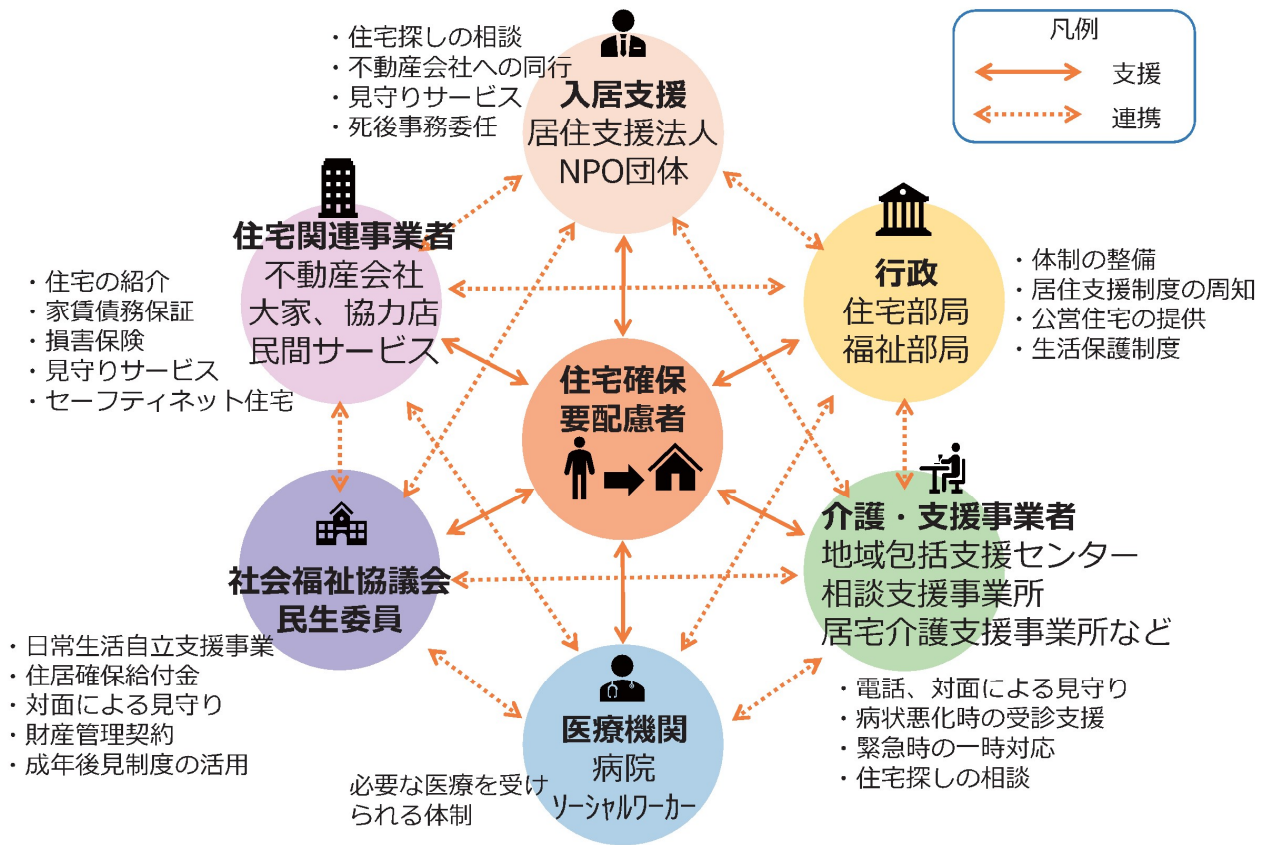 ・住宅探しの相談
・不動産会社への同行
・見守りサービス
・死後事務委任
入居支援
居住支援法人
NPO団体
凡例
支援
連携
住宅関連事業者
不動産会社
大家、協力店
民間サービス
・住宅の紹介
・家賃債務保証
・損害保険
・見守りサービス
・セーフティネット住宅
行政
住宅部局
福祉部局
・体制の整備
・居住支援制度の周知
・公営住宅の提供
・生活保護制度
住宅確保
要配慮者
社会福祉協議会
民生委員
・日常生活自立支援事業
・住居確保給付金
・対面による見守り
・財産管理契約
・成年後見制度の活用
介護・支援事業者
地域包括支援センター
相談支援事業所
居宅介護支援事業所など
・電話、対面による見守り
・病状悪化時の受診支援
・緊急時の一時対応
・住宅探しの相談
医療機関
病院
ソーシャルワーカー
必要な医療を受け
られる体制